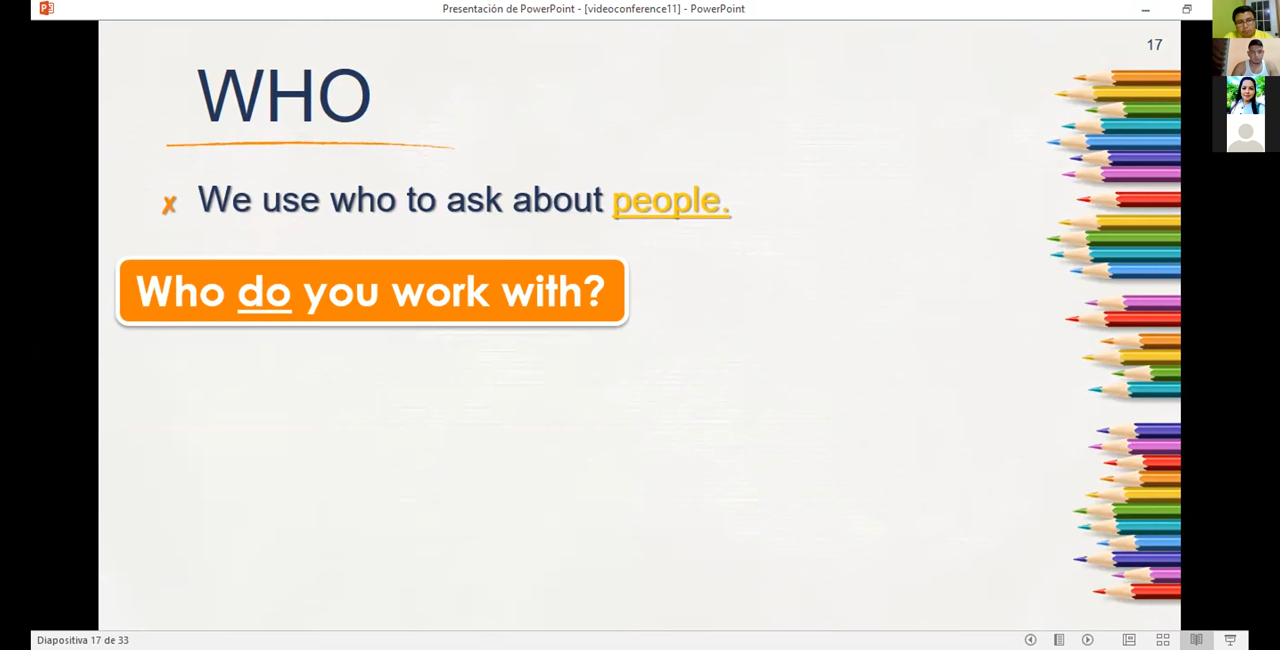 Presentación de PowerPoint - [videoconference11] - PowerPoint
17
WHO
We use who to ask about people.
Who do you work with?
Diapositiva 17 de 33